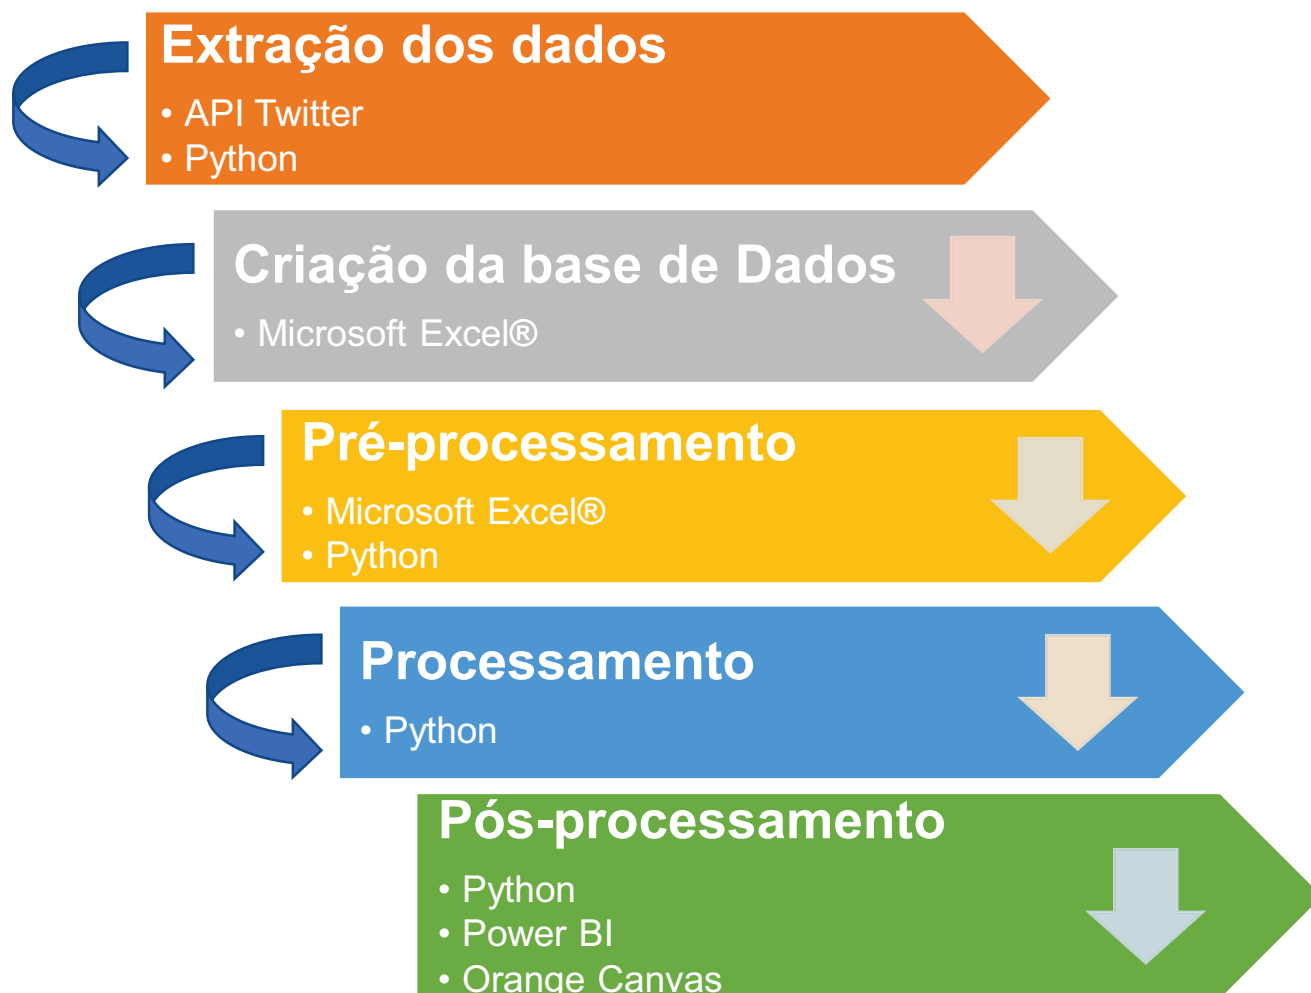 Extração dos dados
• API Twitter
• Python
Criação da base de Dados
• Microsoft Excel®
Pré-processamento
• Microsoft Excel®
• Python
Processamento
• Python
Pós-processamento
• Python
• Power BI
• Orange Canvas